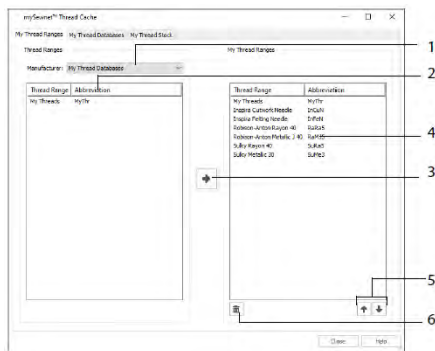 mySewnet™ Thread Cache
My Thread Ranges My Thread Databases My Thread Stock
Thread Ranges
My Thread Ranges
Manufacturer: My Thread Databases
1
2
Thread Range Abbreviation
My Threads MyThr
Thread Range Abbreviation
My Threads MyThr
Inspira Cutwork Needle InCuN
Inspira Felting Needle InFeN
Robison-Anton Rayon 40 RaRa5
Robison-Anton Metallic J 40
Sulky Rayon 40 SuRa5
Sulky Metallic 30 SuMe3
4
3
5
6
Close Help